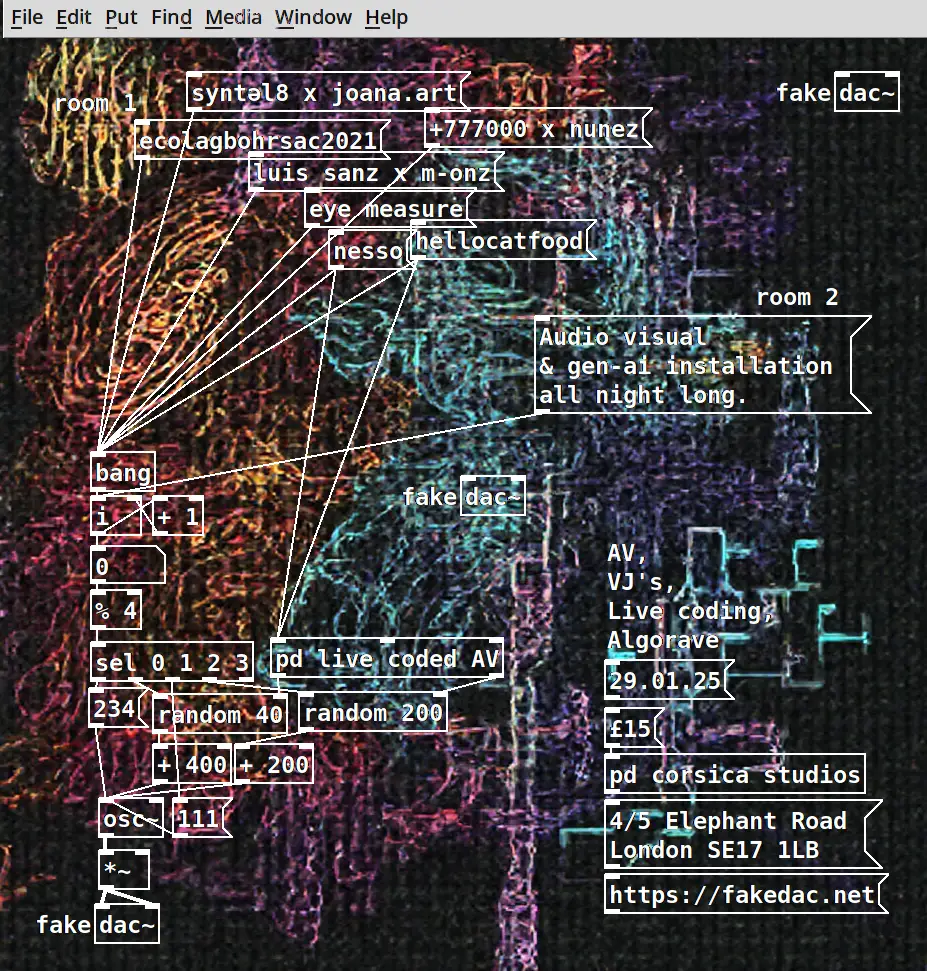 File Edit Put Find Media Window Help
room 1
syntəl8 x joana.art
fake dac~
ecolagbohrsac2021
+777000 x nunez
luis sanz x m-onz
eye measure
nesso
hellocatfood
room 2
Audio visual
& gen-ai installation
all night long.
bang
i
+ 1
0
% 4
fake dac~
sel 0 1 2 3
pd live coded AV
234
random 40
random 200
+ 400
+ 200
osc~
111
*~
fake dac~
AV,
VJ's,
Live coding,
Algorave
29.01.25
£15
pd corsica studios
4/5 Elephant Road
London SE17 1LB
https://fakedac.net